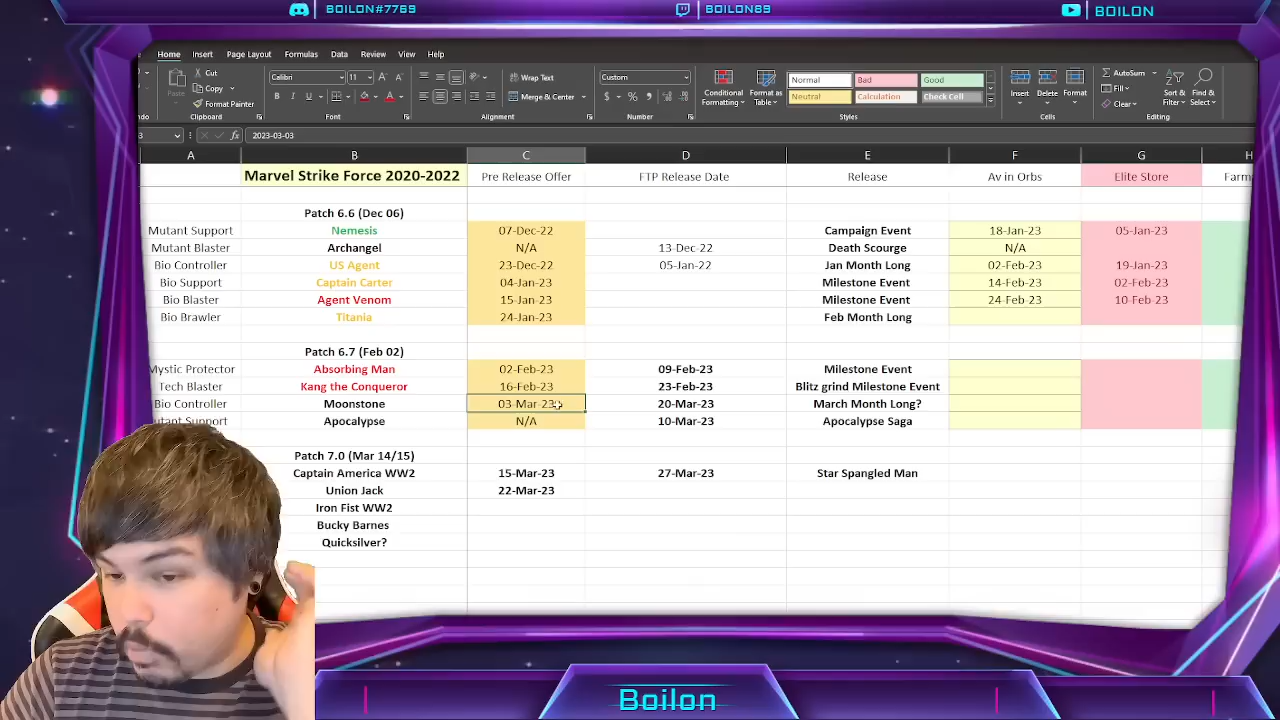 BOILON#7769 BOILON89 BOILON
Home Insert Page Layout Formulas Data Review View Help
Cut Calibri 11 Wrap Text Custom Normal Bad Good AutoSum
Copy Fill
Paste Format Painter Merge & Center Conditional Formatting Format as Table Neutral Calculation Check Cell Insert Delete Format Clear Sort & Filter Find & Select
Clipboard Font Alignment Number Styles Cells Editing
2023-03-03
A B C D E F G H
Marvel Strike Force 2020-2022 Pre Release Offer FTP Release Date Release Av in Orbs Elite Store Farm
Patch 6.6 (Dec 06)
Mutant Support Nemesis 07-Dec-22 Campaign Event 18-Jan-23 05-Jan-23
Mutant Blaster Archangel N/A 13-Dec-22 Death Scourge N/A
Bio Controller US Agent 23-Dec-22 05-Jan-22 Jan Month Long 02-Feb-23 19-Jan-23
Bio Support Captain Carter 04-Jan-23 Milestone Event 14-Feb-23 02-Feb-23
Bio Blaster Agent Venom 15-Jan-23 Milestone Event 24-Feb-23 10-Feb-23
Bio Brawler Titania 24-Jan-23 Feb Month Long
Patch 6.7 (Feb 02)
Mystic Protector Absorbing Man 02-Feb-23 09-Feb-23 Milestone Event
Tech Blaster Kang the Conqueror 16-Feb-23 23-Feb-23 Blitz grind Milestone Event
Bio Controller Moonstone 03-Mar-23 20-Mar-23 March Month Long?
utant Support Apocalypse N/A 10-Mar-23 Apocalypse Saga
Patch 7.0 (Mar 14/15)
Captain America WW2 15-Mar-23 27-Mar-23 Star Spangled Man
Union Jack 22-Mar-23
Iron Fist WW2
Bucky Barnes
Quicksilver?
Boilon